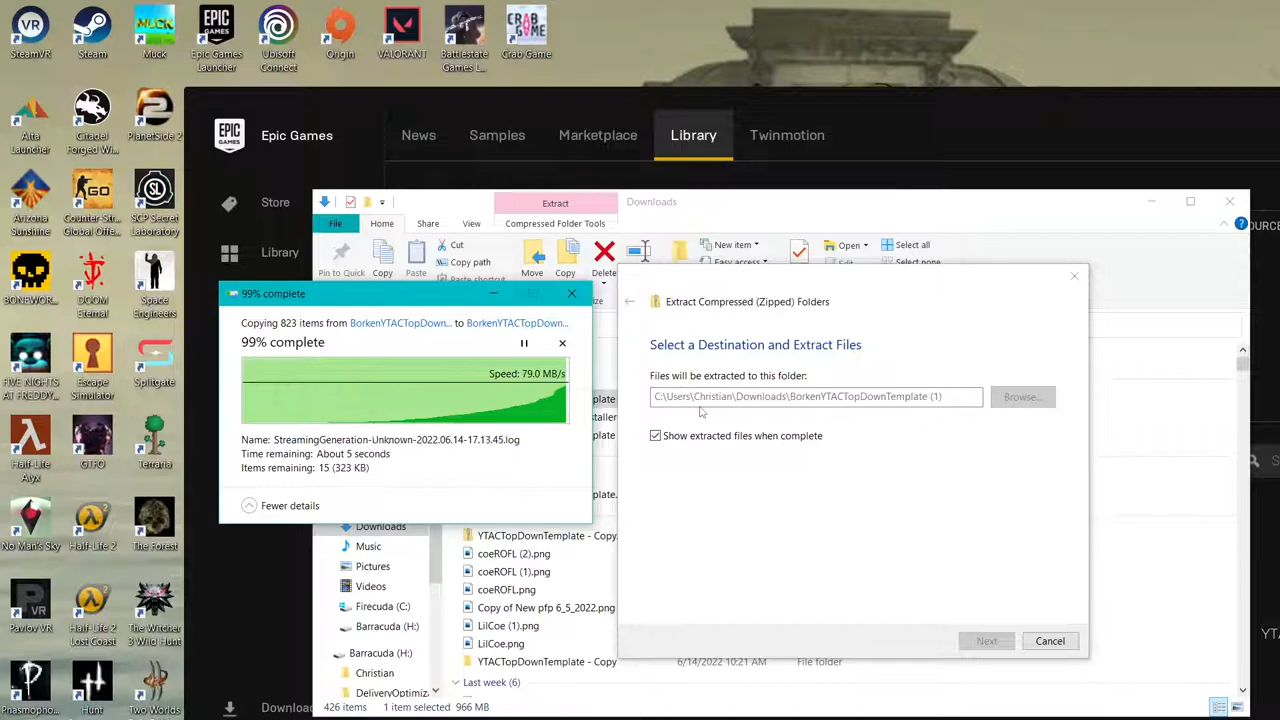 SteamVR
Steam
Muck
Epic Games
Launcher
Ubisoft
Connect
Origin
VALORANT
Battlestate
Games L...
Crab Game
Alta
Launcher
Citadel
Forged Wi...
PlanetSide 2
Arizona
Sunshine
Counter-Str...
Global Offe...
SCP Secret
Laboratory
BONEWOR...
DOOM
Eternal
Space
Engineers
FIVE NIGHTS
AT FREDDY...
Escape
Simulator
Splitgate
Half-Life
Alyx
GTFO
Terraria
No Man's Sky
Half-Life 2
The Forest
Pavlov VR
Half-Life 2
Lost Coast
The Witcher
3 Wild Hunt
Phasmopho...
Hunt
Two Worlds
EPIC
GAMES
Epic Games
News
Samples
Marketplace
Library
Twinmotion
Store
Library
Extract
Downloads
File
Home
Share
View
Compressed Folder Tools
Pin to Quick
Copy
Paste
Cut
Copy path
Paste shortcut
Move
Copy
Delete
New item
Easy access
Open
Edit
Select all
Select none
99% complete
Copying 823 items from BorkenYTACTopDown... to BorkenYTACTopDown...
99% complete
Speed: 79.0 MB/s
Name: StreamingGeneration-Unknown-2022.06.14-17.13.45.log
Time remaining: About 5 seconds
Items remaining: 15 (323 KB)
Fewer details
Extract Compressed (Zipped) Folders
Select a Destination and Extract Files
Files will be extracted to this folder:
C:\Users\Christian\Downloads\BorkenYTACTopDownTemplate (1)
Browse...
Show extracted files when complete
Next
Cancel
Downloads
Music
Pictures
Videos
Firecuda (C:)
Barracuda (H:)
Barracuda (H:)
Christian
DeliveryOptimiz
YTACTopDownTemplate - Copy.
coeROFL (2).png
coeROFL (1).png
coeROFL.png
Copy of New pfp 6_5_2022.png
LilCoe (1).png
LilCoe.png
YTACTopDownTemplate - Copy
6/14/2022 10:21 AM
File folder
Last week (6)
426 items
1 item selected 966 MB